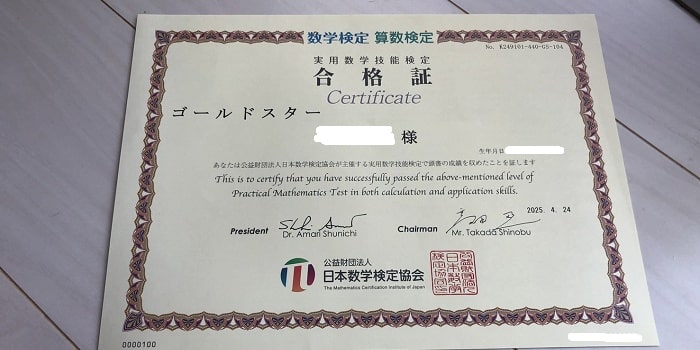 数学検定 算数検定
No. K249101-440-GS-104
実用数学技能検定
合格証
Certificate
ゴールドスター
様
生年月日
あなたは公益財団法人日本数学検定協会が主催する実用数学技能検定で頭書の成績を収めたことを証します
This is to certify that you have successfully passed the above-mentioned level of
Practical Mathematics Test in both calculation and application skills.
2025. 4. 24
President
Dr. Amari Shunichi
Chairman
Mr. Takada Shinobu
公益財団法人
日本数学検定協会
The Mathematics Certification Institute of Japan
0000100